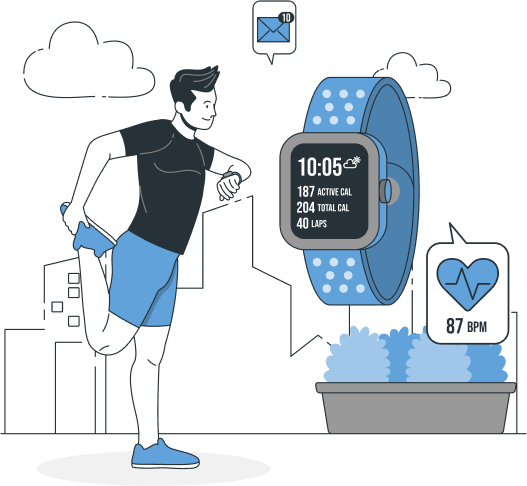 10
10:05
187 ACTIVE CAL
204 TOTAL CAL
40 LAPS
87 BPM